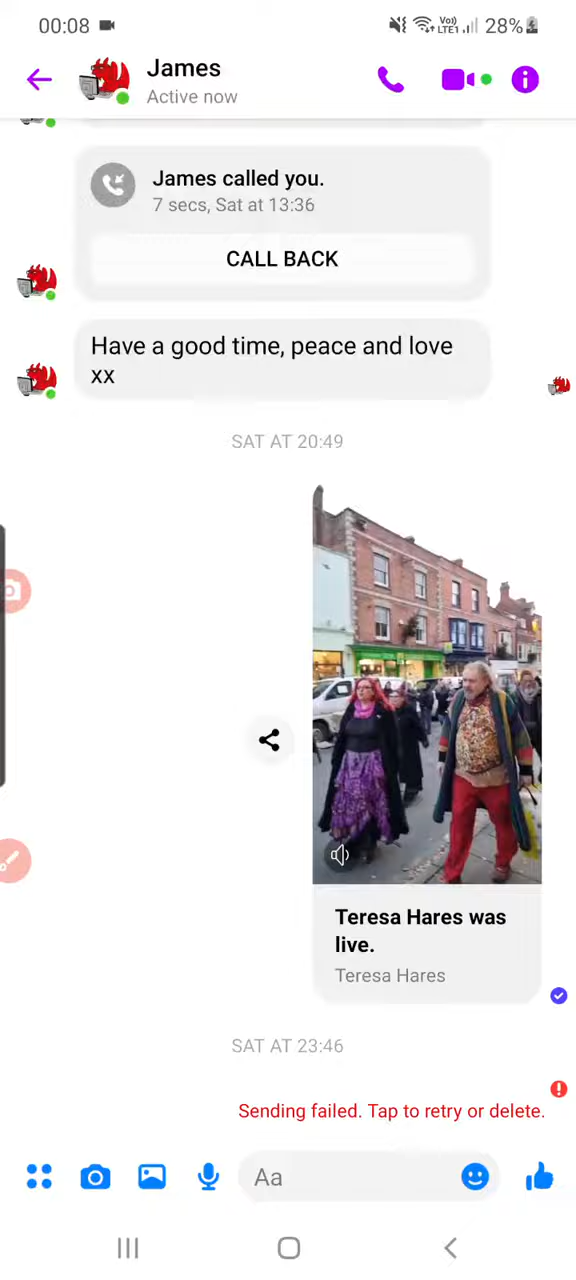 00:08
Vo)) LTE1 28%
James
Active now
James called you.
7 secs, Sat at 13:36
CALL BACK
Have a good time, peace and love
xx
SAT AT 20:49
Teresa Hares was
live.
Teresa Hares
SAT AT 23:46
Sending failed. Tap to retry or delete.
Aa